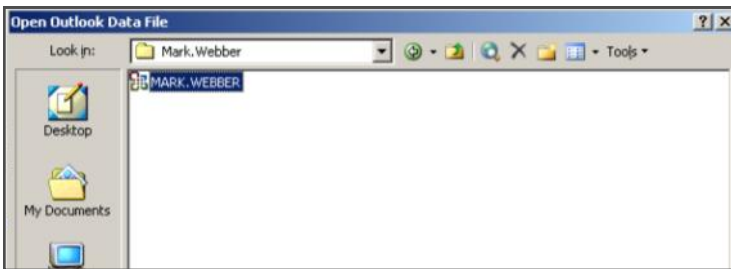 Open Outlook Data File
Look in: Mark.Webber Tools
MARK.WEBBER
Desktop
My Documents